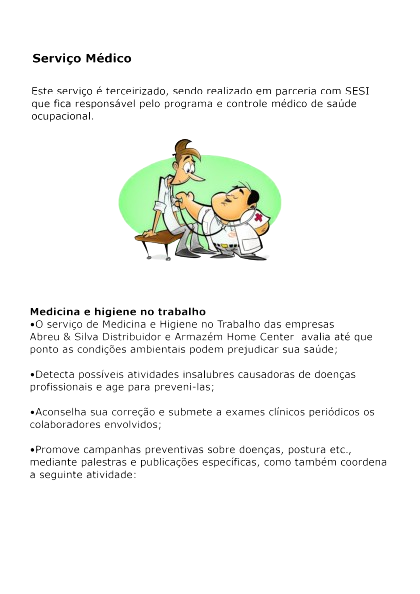 Serviço Médico
Este serviço é terceirizado, sendo realizado em parceria com SESI
que fica responsável pelo programa e controle médico de saúde
ocupacional.
Medicina e higiene no trabalho
•O serviço de Medicina e Higiene no Trabalho das empresas
Abreu & Silva Distribuidor e Armazém Home Center avalia até que
ponto as condições ambientais podem prejudicar sua saúde;
•Detecta possíveis atividades insalubres causadoras de doenças
profissionais e age para preveni-las;
•Aconselha sua correção e submete a exames clínicos periódicos os
colaboradores envolvidos;
•Promove campanhas preventivas sobre doenças, postura etc.,
mediante palestras e publicações específicas, como também coordena
a seguinte atividade: